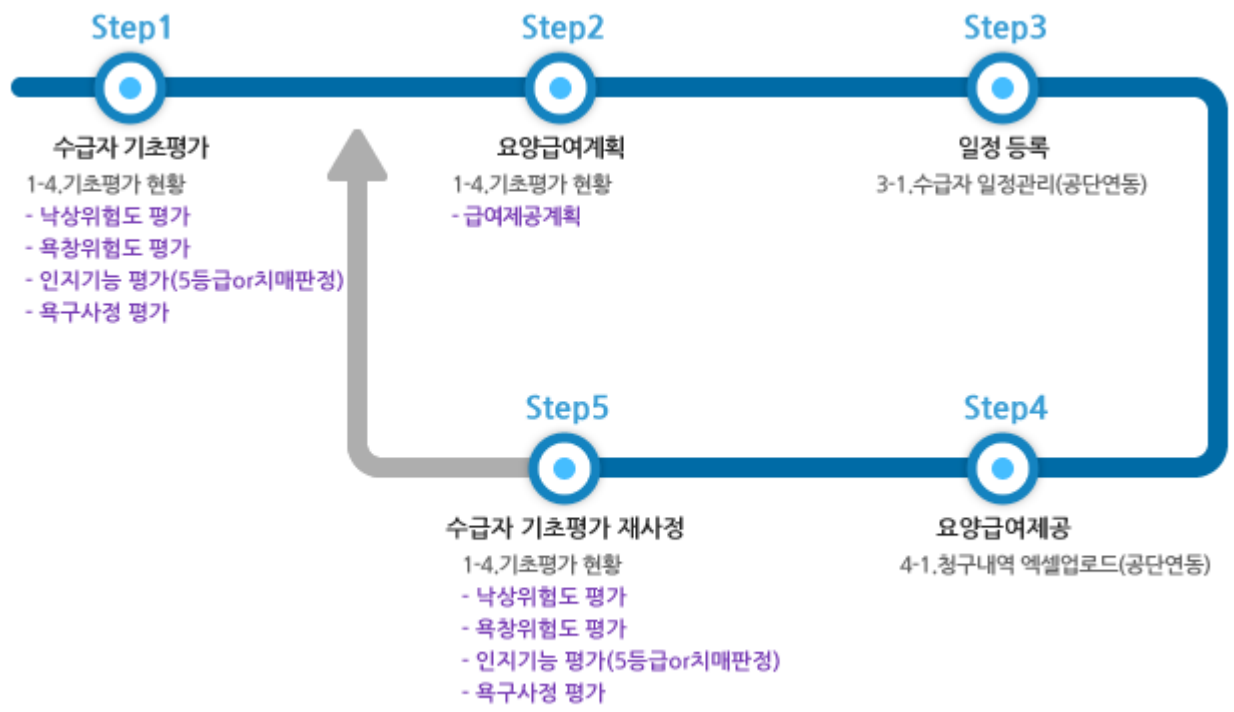 Step1
수급자 기초평가
1-4.기초평가 현황
- 낙상위험도 평가
- 욕창위험도 평가
- 인지기능 평가(5등급or치매판정)
- 욕구사정 평가
Step2
요양급여계획
1-4.기초평가 현황
- 급여제공계획
Step3
일정 등록
3-1.수급자 일정관리(공단연동)
Step4
요양급여제공
4-1.청구내역 엑셀업로드(공단연동)
Step5
수급자 기초평가 재사정
1-4.기초평가 현황
- 낙상위험도 평가
- 욕창위험도 평가
- 인지기능 평가(5등급or치매판정)
- 욕구사정 평가